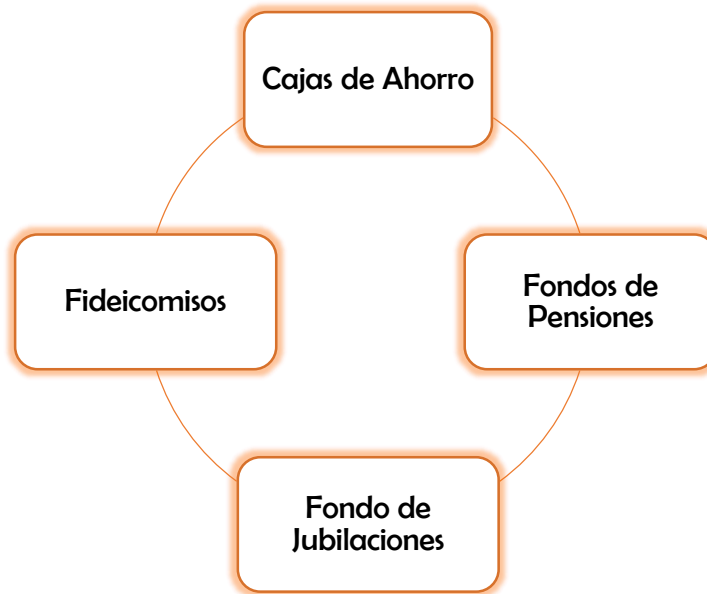 Cajas de Ahorro
Fideicomisos
Fondos de
Pensiones
Fondo de
Jubilaciones